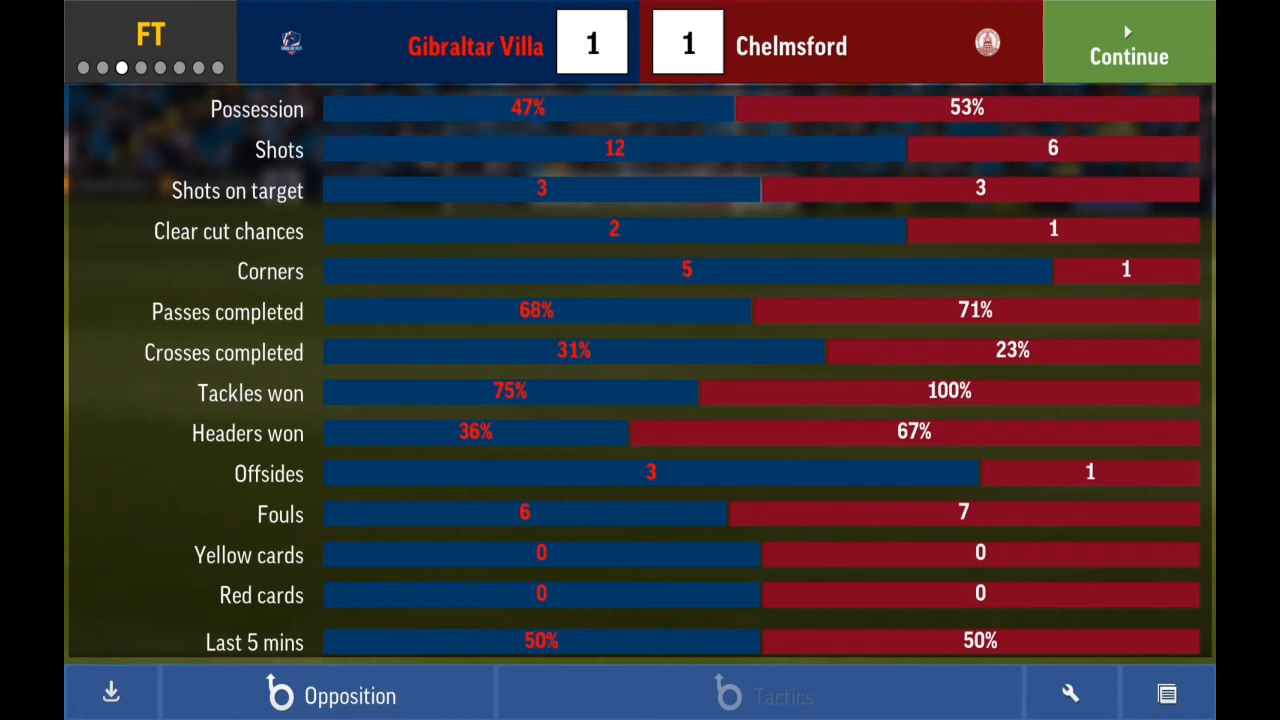 FT
Gibraltar Villa 1 1 Chelmsford
Continue
Possession 47% 53%
Shots 12 6
Shots on target 3 3
Clear cut chances 2 1
Corners 5 1
Passes completed 68% 71%
Crosses completed 31% 23%
Tackles won 75% 100%
Headers won 36% 67%
Offsides 3 1
Fouls 6 7
Yellow cards 0 0
Red cards 0 0
Last 5 mins 50% 50%
Opposition Tactics